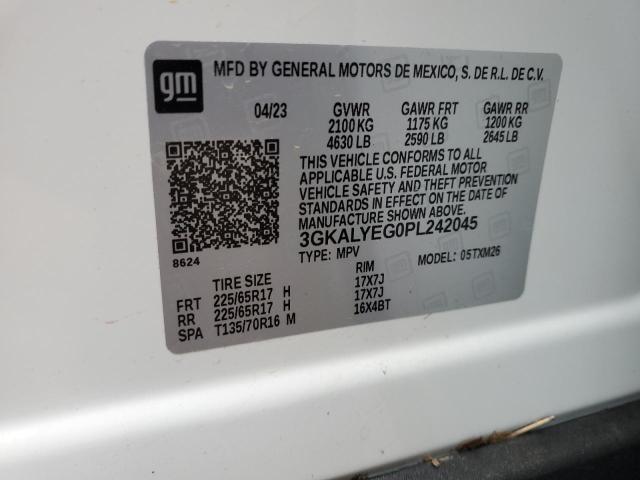 gm
MFD BY GENERAL MOTORS DE MEXICO, S. DE R.L. DE C.V.
04/23 GVWR GAWR FRT GAWR RR
2100 KG 1175 KG 1200 KG
4630 LB 2590 LB 2645 LB
THIS VEHICLE CONFORMS TO ALL
APPLICABLE U.S. FEDERAL MOTOR
VEHICLE SAFETY AND THEFT PREVENTION
STANDARDS IN EFFECT ON THE DATE OF
MANUFACTURE SHOWN ABOVE.
3GKALYEG0PL242045
8624
TYPE: MPV MODEL: 05TXM26
TIRE SIZE RIM
FRT 225/65R17 H 17X7J
RR 225/65R17 H 17X7J
SPA T135/70R16 M 16X4BT